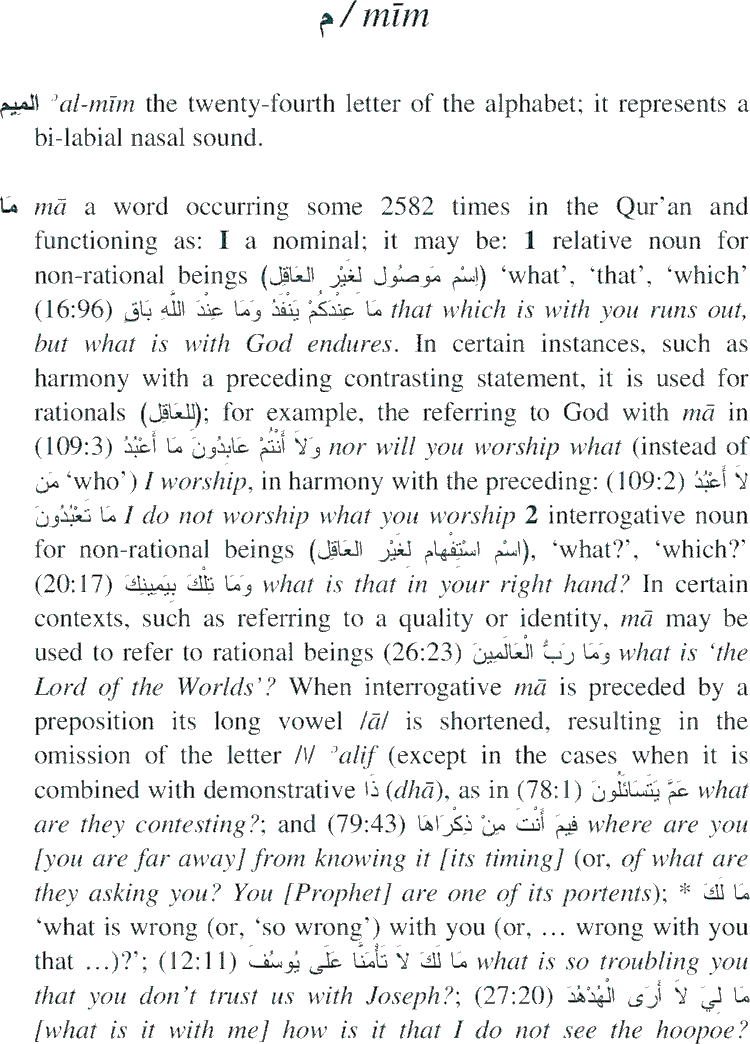 م / mīm
الميم ʾal-mīm the twenty-fourth letter of the alphabet; it represents a
bi-labial nasal sound.
مَا mā a word occurring some 2582 times in the Qur’an and
functioning as: I a nominal; it may be: 1 relative noun for
non-rational beings (اسْم مَوصُول لغَيْر العَاقِل) ‘what’, ‘that’, ‘which’
(16:96) مَا عِنْدَكُمْ يَنْفَدُ وَمَا عِنْدَ اللَّهِ بَاقٍ that which is with you runs out,
but what is with God endures. In certain instances, such as
harmony with a preceding contrasting statement, it is used for
rationals (للعَاقِل); for example, the referring to God with mā in
(109:3) وَلاَ أَنْتُمْ عَابِدُونَ مَا أَعْبُدُ nor will you worship what (instead of
مَن ‘who’) I worship, in harmony with the preceding: (109:2) لاَ أَعْبُدُ
مَا تَعْبُدُونَ I do not worship what you worship 2 interrogative noun
for non-rational beings (اسْم اسْتِفْهام لِغَيْر العَاقِل), ‘what?’, ‘which?’
(20:17) وَمَا تِلْكَ بِيَمِينِكَ what is that in your right hand? In certain
contexts, such as referring to a quality or identity, mā may be
used to refer to rational beings (26:23) وَمَا رَبُّ الْعَالَمِينَ what is ‘the
Lord of the Worlds’? When interrogative mā is preceded by a
preposition its long vowel /ā/ is shortened, resulting in the
omission of the letter /ا/ ʾalif (except in the cases when it is
combined with demonstrative ذَا (dhā), as in (78:1) عَمَّ يَتَسَائَلُونَ what
are they contesting?; and (79:43) فِيمَ أَنْتَ مِنْ ذِكْرَاهَا where are you
[you are far away] from knowing it [its timing] (or, of what are
they asking you? You [Prophet] are one of its portents); * مَا لَكَ
‘what is wrong (or, ‘so wrong’) with you (or, … wrong with you
that …)?’; (12:11) مَا لَكَ لاَ تَأْمَنَّا عَلَى يُوسُفَ what is so troubling you
that you don’t trust us with Joseph?; (27:20) مَا لِيَ لاَ أَرَى الْهُدْهُدَ
[what is it with me] how is it that I do not see the hoopoe?